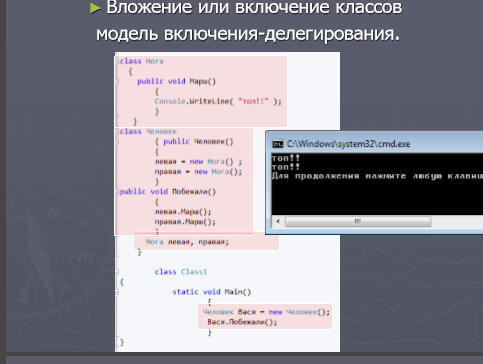 ► Вложение или включение классов
модель включения-делегирования.
class Нога
{
public void Марш()
{
Console.WriteLine( "топ!!" );
}
}
class Человек
{ public Человек()
{
левая = new Нога() ;
правая = new Нога();
}
public void Побежали()
{
левая.Марш();
правая.Марш();
}
Нога левая, правая;
}
class Class1
{
static void Main()
{
Человек Вася = new Человек();
Вася.Побежали();
}
}
C:\Windows\system32\cmd.exe
топ!!
топ!!
Для продолжения нажмите любую клавиш